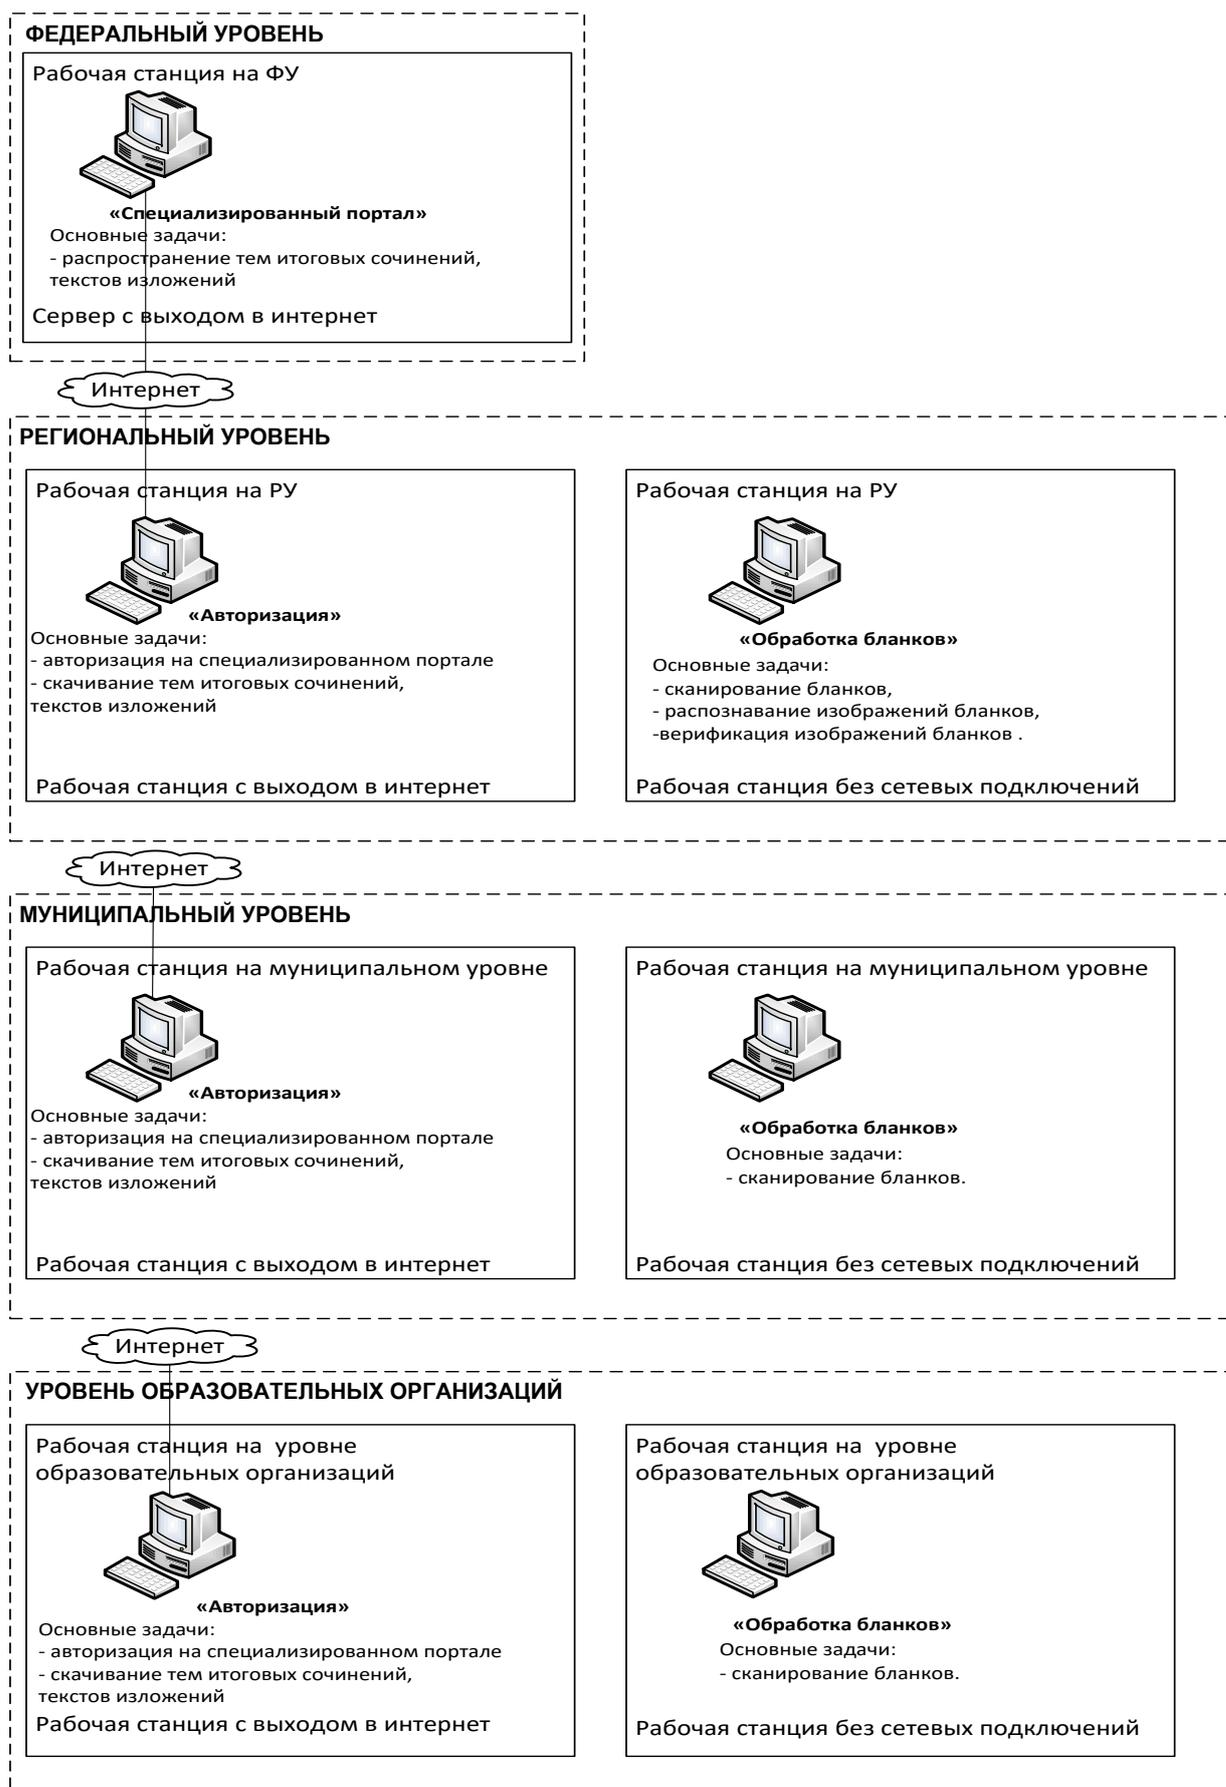 ФЕДЕРАЛЬНЫЙ УРОВЕНЬ
Рабочая станция на ФУ
«Специализированный портал»
Основные задачи:
- распространение тем итоговых сочинений,
текстов изложений
Сервер с выходом в интернет
Интернет
РЕГИОНАЛЬНЫЙ УРОВЕНЬ
Рабочая станция на РУ
«Авторизация»
Основные задачи:
- авторизация на специализированном портале
- скачивание тем итоговых сочинений,
текстов изложений
Рабочая станция с выходом в интернет
Рабочая станция на РУ
«Обработка бланков»
Основные задачи:
- сканирование бланков,
- распознавание изображений бланков,
-верификация изображений бланков .
Рабочая станция без сетевых подключений
Интернет
МУНИЦИПАЛЬНЫЙ УРОВЕНЬ
Рабочая станция на муниципальном уровне
«Авторизация»
Основные задачи:
- авторизация на специализированном портале
- скачивание тем итоговых сочинений,
текстов изложений
Рабочая станция с выходом в интернет
Рабочая станция на муниципальном уровне
«Обработка бланков»
Основные задачи:
- сканирование бланков.
Рабочая станция без сетевых подключений
Интернет
УРОВЕНЬ ОБРАЗОВАТЕЛЬНЫХ ОРГАНИЗАЦИЙ
Рабочая станция на уровне
образовательных организаций
«Авторизация»
Основные задачи:
- авторизация на специализированном портале
- скачивание тем итоговых сочинений,
текстов изложений
Рабочая станция с выходом в интернет
Рабочая станция на уровне
образовательных организаций
«Обработка бланков»
Основные задачи:
- сканирование бланков.
Рабочая станция без сетевых подключений